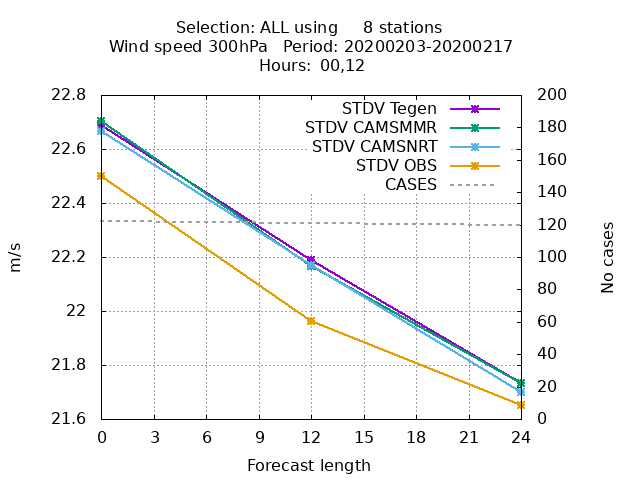 Selection: ALL using     8 stations
Wind speed 300hPa   Period: 20200203-20200217
Hours:  00,12
STDV Tegen
STDV CAMSMMR
STDV CAMSNRT
STDV OBS
CASES
22.8
22.6
22.4
22.2
22
21.8
21.6
m/s
200
180
160
140
120
100
80
60
40
20
0
No cases
0 3 6 9 12 15 18 21 24
Forecast length